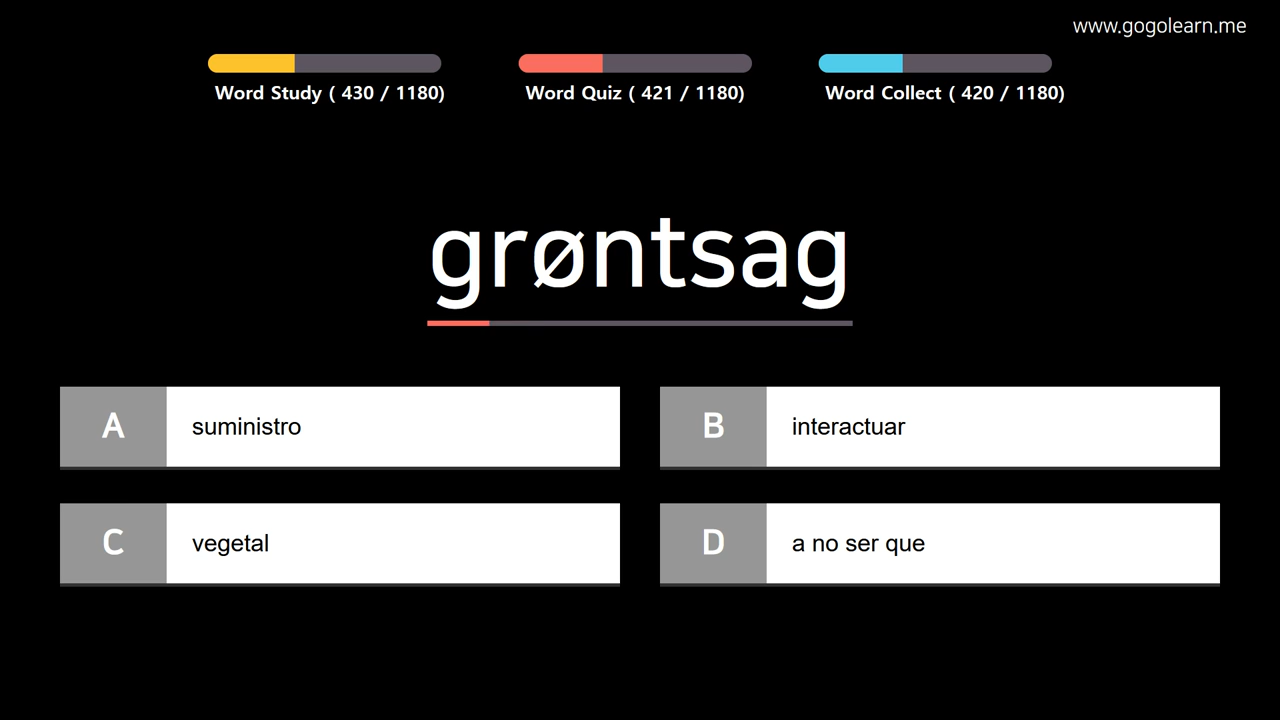 www.gogolearn.me
Word Study ( 430 / 1180)
Word Quiz ( 421 / 1180)
Word Collect ( 420 / 1180)
grøntsag
A suministro
B interactuar
C vegetal
D a no ser que